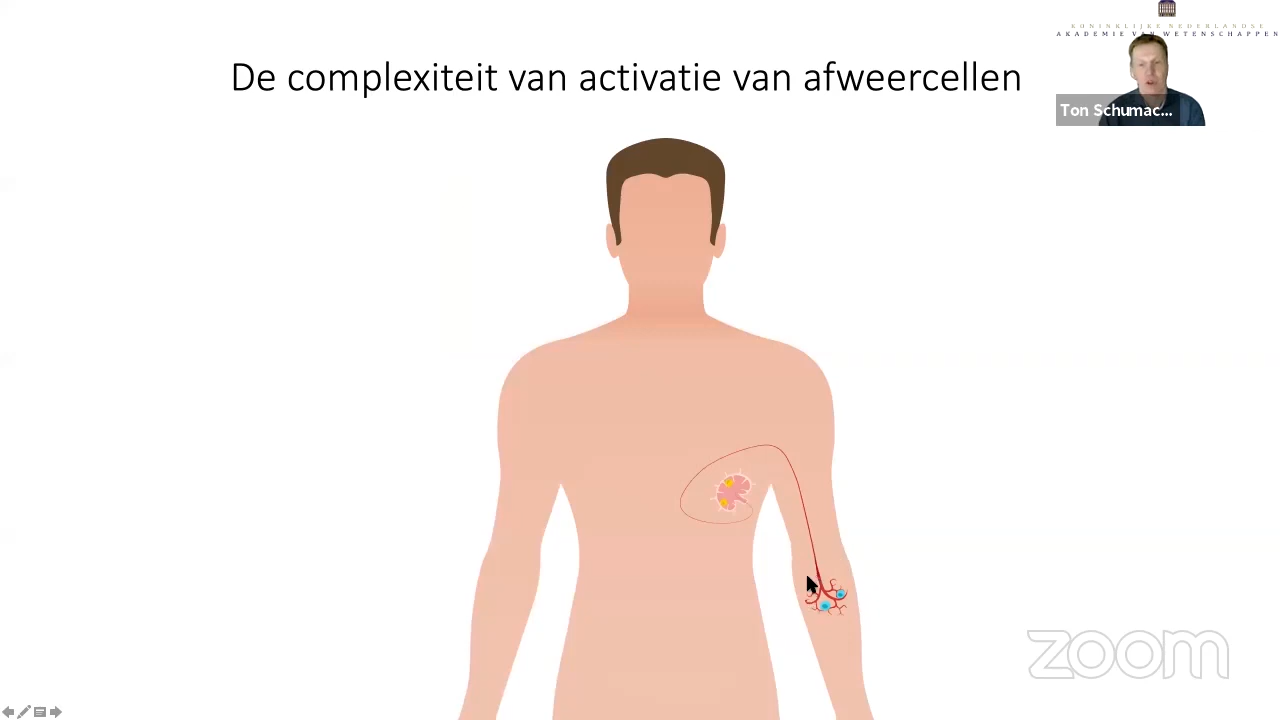 KONINKLIJKE NEDERLANDSE
AKADEMIE VAN WETENSCHAPPEN
De complexiteit van activatie van afweercellen
Ton Schumac...
zoom